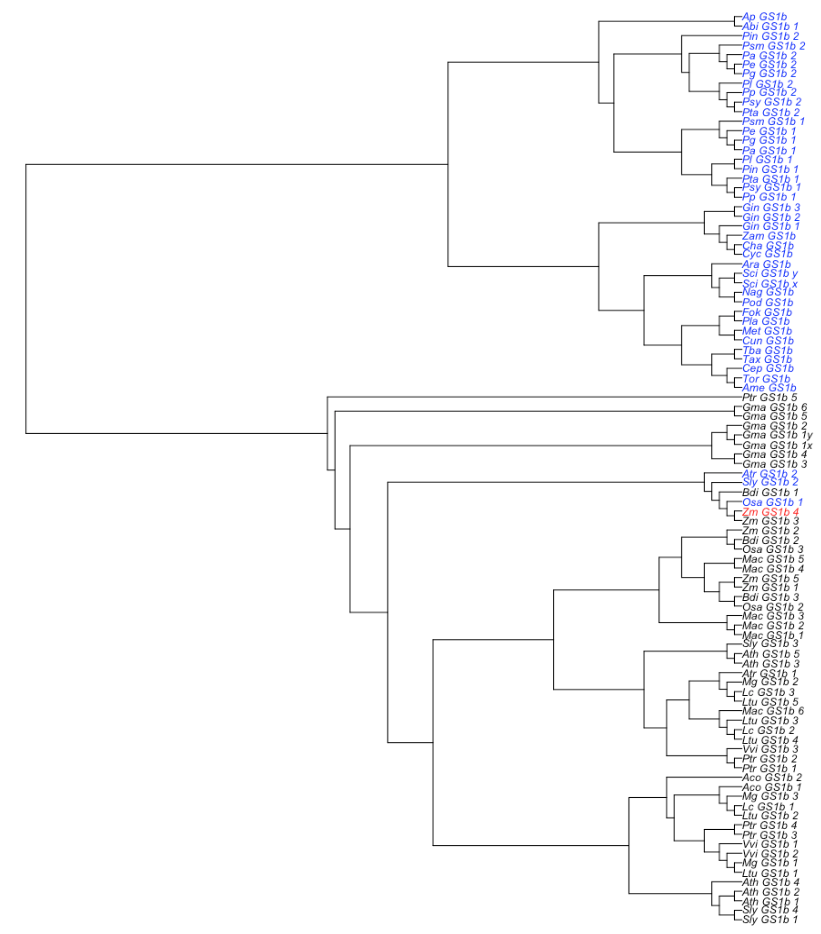 Ap GS1b
Abi GS1b 1
Pin GS1b 2
Psm GS1b 2
Pa GS1b 2
Pe GS1b 2
Pg GS1b 2
Pl GS1b 2
Pp GS1b 2
Psy GS1b 2
Pta GS1b 2
Psm GS1b 1
Pe GS1b 1
Pg GS1b 1
Pa GS1b 1
Pl GS1b 1
Pin GS1b 1
Pta GS1b 1
Psy GS1b 1
Pp GS1b 1
Gin GS1b 3
Gin GS1b 2
Gin GS1b 1
Zam GS1b
Cha GS1b
Cyc GS1b
Ara GS1b
Sci GS1b y
Sci GS1b x
Nag GS1b
Pod GS1b
Fok GS1b
Pla GS1b
Met GS1b
Cun GS1b
Tba GS1b
Tax GS1b
Cep GS1b
Tor GS1b
Ame GS1b
Ptr GS1b 5
Gma GS1b 6
Gma GS1b 5
Gma GS1b 2
Gma GS1b 1y
Gma GS1b 1x
Gma GS1b 4
Gma GS1b 3
Atr GS1b 2
Sly GS1b 2
Bdi GS1b 1
Osa GS1b 1
Zm GS1b 4
Zm GS1b 3
Zm GS1b 2
Bdi GS1b 2
Osa GS1b 3
Mac GS1b 5
Mac GS1b 4
Zm GS1b 5
Zm GS1b 1
Bdi GS1b 3
Osa GS1b 2
Mac GS1b 3
Mac GS1b 2
Mac GS1b 1
Sly GS1b 3
Ath GS1b 5
Ath GS1b 3
Atr GS1b 1
Mg GS1b 2
Lc GS1b 3
Ltu GS1b 5
Mac GS1b 6
Ltu GS1b 3
Lc GS1b 2
Ltu GS1b 4
Vvi GS1b 3
Ptr GS1b 2
Ptr GS1b 1
Aco GS1b 2
Aco GS1b 1
Mg GS1b 3
Lc GS1b 1
Ltu GS1b 2
Ptr GS1b 4
Ptr GS1b 3
Vvi GS1b 1
Vvi GS1b 2
Mg GS1b 1
Ltu GS1b 1
Ath GS1b 4
Ath GS1b 2
Ath GS1b 1
Sly GS1b 4
Sly GS1b 1